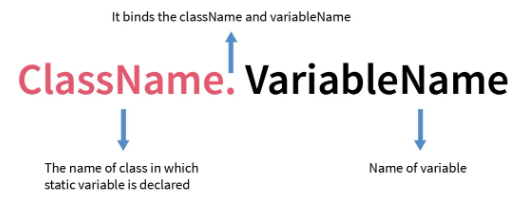 It binds the className and variableName
ClassName. VariableName
The name of class in which
static variable is declared
Name of variable